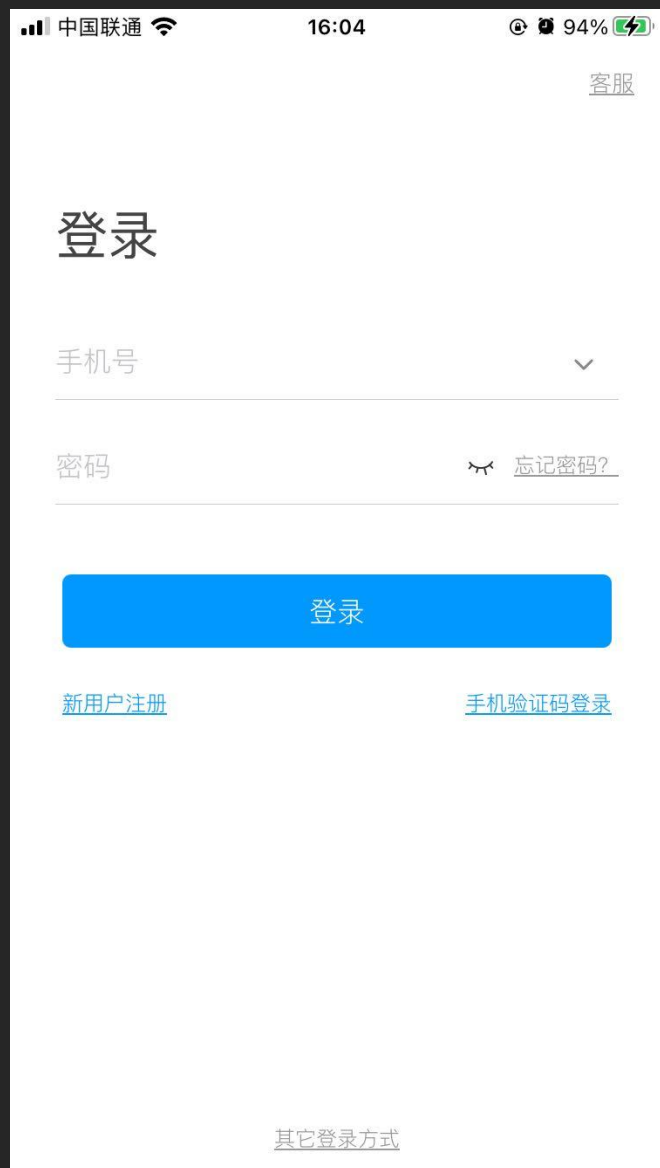 中国联通 16:04 94%
客服
登录
手机号
密码 忘记密码?
登录
新用户注册 手机验证码登录
其它登录方式